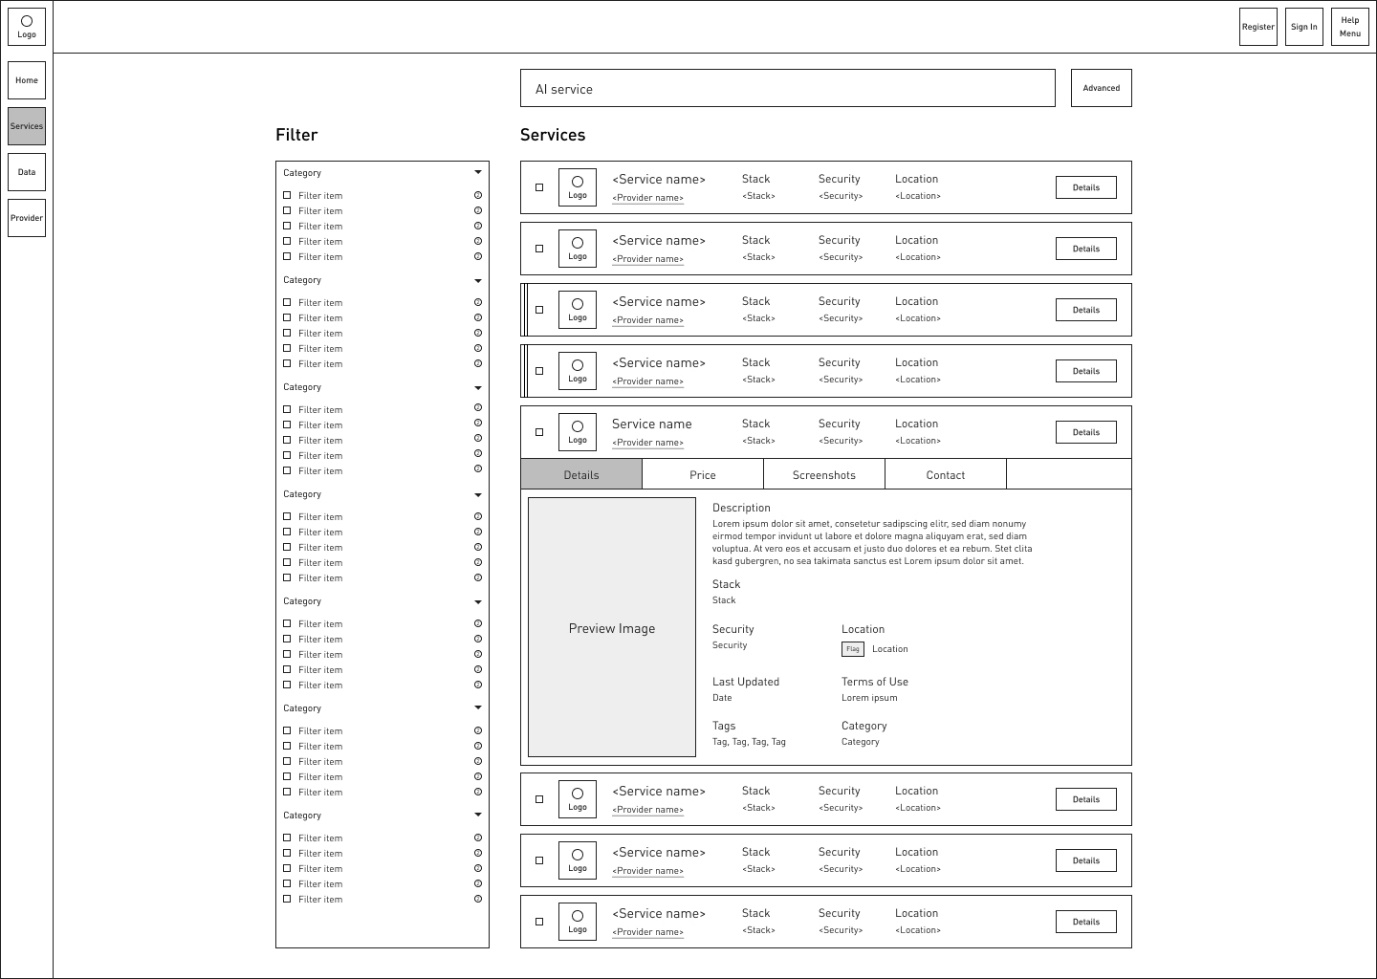 Logo
Register
Sign In
Help
Menu
Home
Services
Data
Provider
AI service
Advanced
Filter
Category
Filter item
Filter item
Filter item
Filter item
Filter item
Category
Filter item
Filter item
Filter item
Filter item
Filter item
Category
Filter item
Filter item
Filter item
Filter item
Filter item
Category
Filter item
Filter item
Filter item
Filter item
Filter item
Category
Filter item
Filter item
Filter item
Filter item
Filter item
Category
Filter item
Filter item
Filter item
Filter item
Filter item
Category
Filter item
Filter item
Filter item
Filter item
Filter item
Services
Logo
<Service name> Stack Security Location
<Provider name> <Stack> <Security> <Location>
Details
Logo
<Service name> Stack Security Location
<Provider name> <Stack> <Security> <Location>
Details
Logo
<Service name> Stack Security Location
<Provider name> <Stack> <Security> <Location>
Details
Logo
<Service name> Stack Security Location
<Provider name> <Stack> <Security> <Location>
Details
Logo
Service name Stack Security Location
<Provider name> <Stack> <Security> <Location>
Details
Details Price Screenshots Contact
Preview Image
Description
Lorem ipsum dolor sit amet, consetetur sadipscing elitr, sed diam nonumy
eirmod tempor invidunt ut labore et dolore magna aliquyam erat, sed diam
voluptua. At vero eos et accusam et justo duo dolores et ea rebum. Stet clita
kasd gubergren, no sea takimata sanctus est Lorem ipsum dolor sit amet.
Stack
Stack
Security Location
Security Flag Location
Last Updated Terms of Use
Date Lorem ipsum
Tags Category
Tag, Tag, Tag, Tag Category
Logo
<Service name> Stack Security Location
<Provider name> <Stack> <Security> <Location>
Details
Logo
<Service name> Stack Security Location
<Provider name> <Stack> <Security> <Location>
Details
Logo
<Service name> Stack Security Location
<Provider name> <Stack> <Security> <Location>
Details